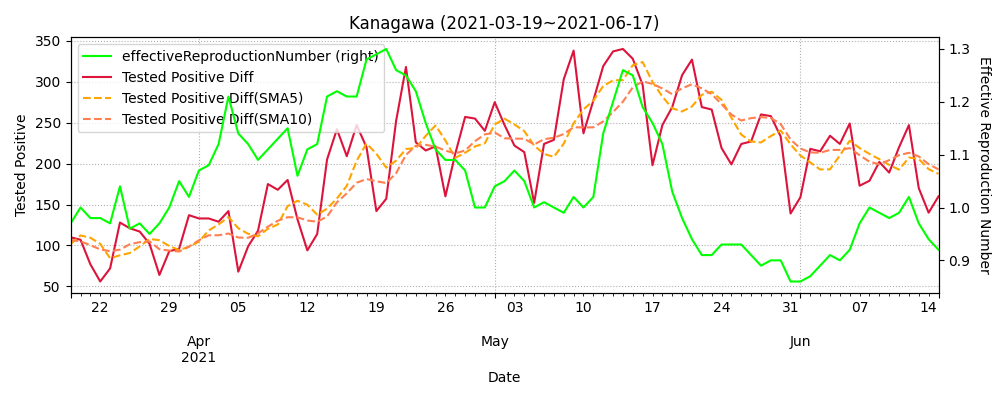 Kanagawa (2021-03-19~2021-06-17)
effectiveReproductionNumber (right)
Tested Positive Diff
Tested Positive Diff(SMA5)
Tested Positive Diff(SMA10)
Tested Positive
350
300
250
200
150
100
50
1.3
1.2
1.1
1.0
0.9
Effective Reproduction Number
22 29 05 12 19 26 03 10 17 24 31 07 14
Apr May Jun
2021
Date